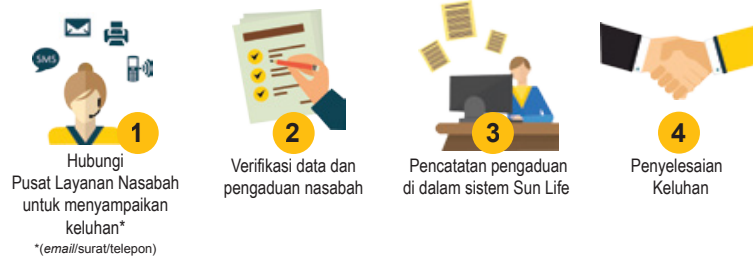 SMS
1
Hubungi
Pusat Layanan Nasabah
untuk menyampaikan
keluhan*
*(email/surat/telepon)
2
Verifikasi data dan
pengaduan nasabah
3
Pencatatan pengaduan
di dalam sistem Sun Life
4
Penyelesaian
Keluhan